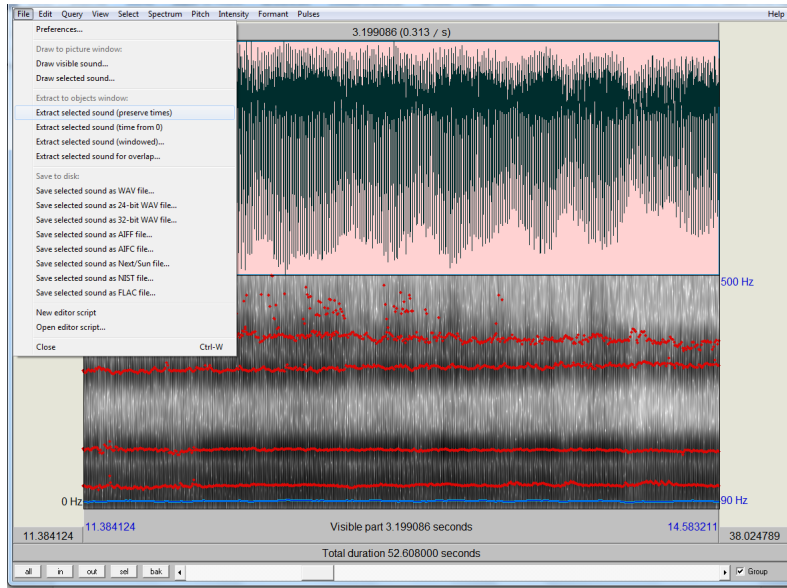 File Edit Query View Select Spectrum Pitch Intensity Formant Pulses Help
Preferences...
Draw to picture window:
Draw visible sound...
Draw selected sound...
Extract to objects window:
Extract selected sound (preserve times)
Extract selected sound (time from 0)
Extract selected sound (windowed)...
Extract selected sound for overlap...
Save to disk:
Save selected sound as WAV file...
Save selected sound as 24-bit WAV file...
Save selected sound as 32-bit WAV file...
Save selected sound as AIFF file...
Save selected sound as AIFC file...
Save selected sound as Next/Sun file...
Save selected sound as NIST file...
Save selected sound as FLAC file...
New editor script
Open editor script...
Close Ctrl-W
3.199086 (0.313 / s)
500 Hz
0 Hz
90 Hz
11.384124
11.384124 Visible part 3.199086 seconds 14.583211
38.024789
Total duration 52.608000 seconds
all in out sel bak Group